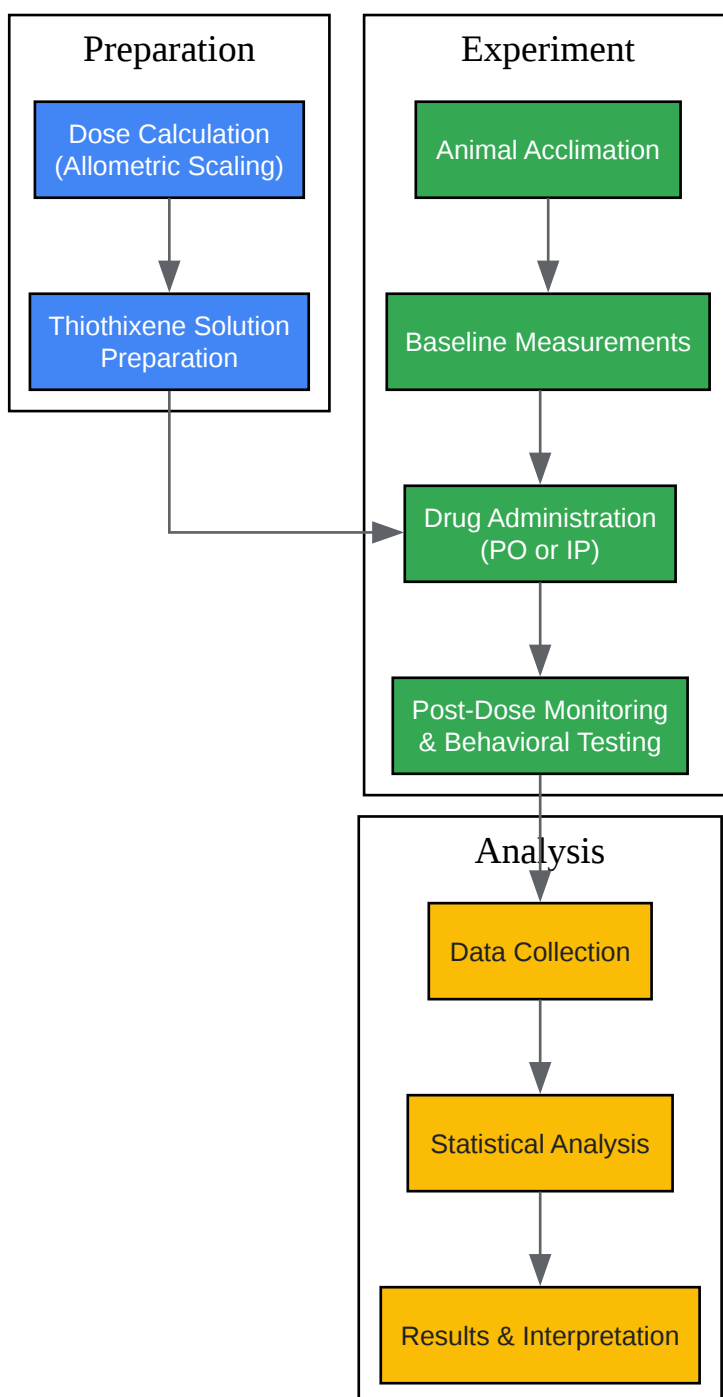 Preparation
Dose Calculation
(Allometric Scaling)
Thiothixene Solution
Preparation
Experiment
Animal Acclimation
Baseline Measurements
Drug Administration
(PO or IP)
Post-Dose Monitoring
& Behavioral Testing
Analysis
Data Collection
Statistical Analysis
Results & Interpretation